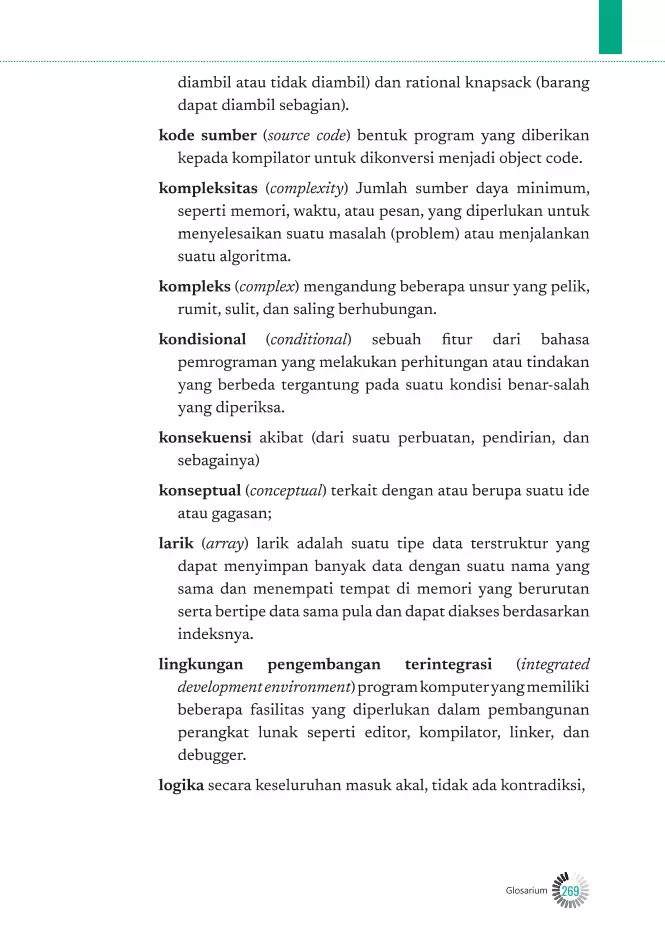 diambil atau tidak diambil) dan rational knapsack (barang
dapat diambil sebagian).
kode sumber (source code) bentuk program yang diberikan
kepada kompilator untuk dikonversi menjadi object code.
kompleksitas (complexity) Jumlah sumber daya minimum,
seperti memori, waktu, atau pesan, yang diperlukan untuk
menyelesaikan suatu masalah (problem) atau menjalankan
suatu algoritma.
kompleks (complex) mengandung beberapa unsur yang pelik,
rumit, sulit, dan saling berhubungan.
kondisional (conditional) sebuah fitur dari bahasa
pemrograman yang melakukan perhitungan atau tindakan
yang berbeda tergantung pada suatu kondisi benar-salah
yang diperiksa.
konsekuensi akibat (dari suatu perbuatan, pendirian, dan
sebagainya)
konseptual (conceptual) terkait dengan atau berupa suatu ide
atau gagasan;
larik (array) larik adalah suatu tipe data terstruktur yang
dapat menyimpan banyak data dengan suatu nama yang
sama dan menempati tempat di memori yang berurutan
serta bertipe data sama pula dan dapat diakses berdasarkan
indeksnya.
lingkungan pengembangan terintegrasi (integrated
development environment) program komputer yang memiliki
beberapa fasilitas yang diperlukan dalam pembangunan
perangkat lunak seperti editor, kompilator, linker, dan
debugger.
logika secara keseluruhan masuk akal, tidak ada kontradiksi,
Glosarium 269